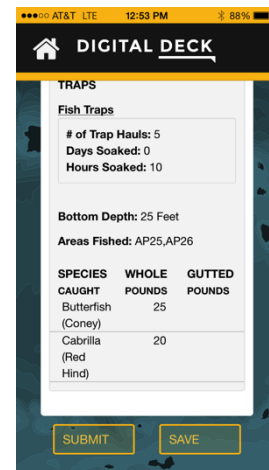 AT&T LTE 12:53 PM 88%
DIGITAL DECK
TRAPS
Fish Traps
# of Trap Hauls: 5
Days Soaked: 0
Hours Soaked: 10
Bottom Depth: 25 Feet
Areas Fished: AP25,AP26
SPECIES WHOLE GUTTED
CAUGHT POUNDS POUNDS
Butterfish 25
(Coney)
Cabrilla 20
(Red
Hind)
SUBMIT SAVE